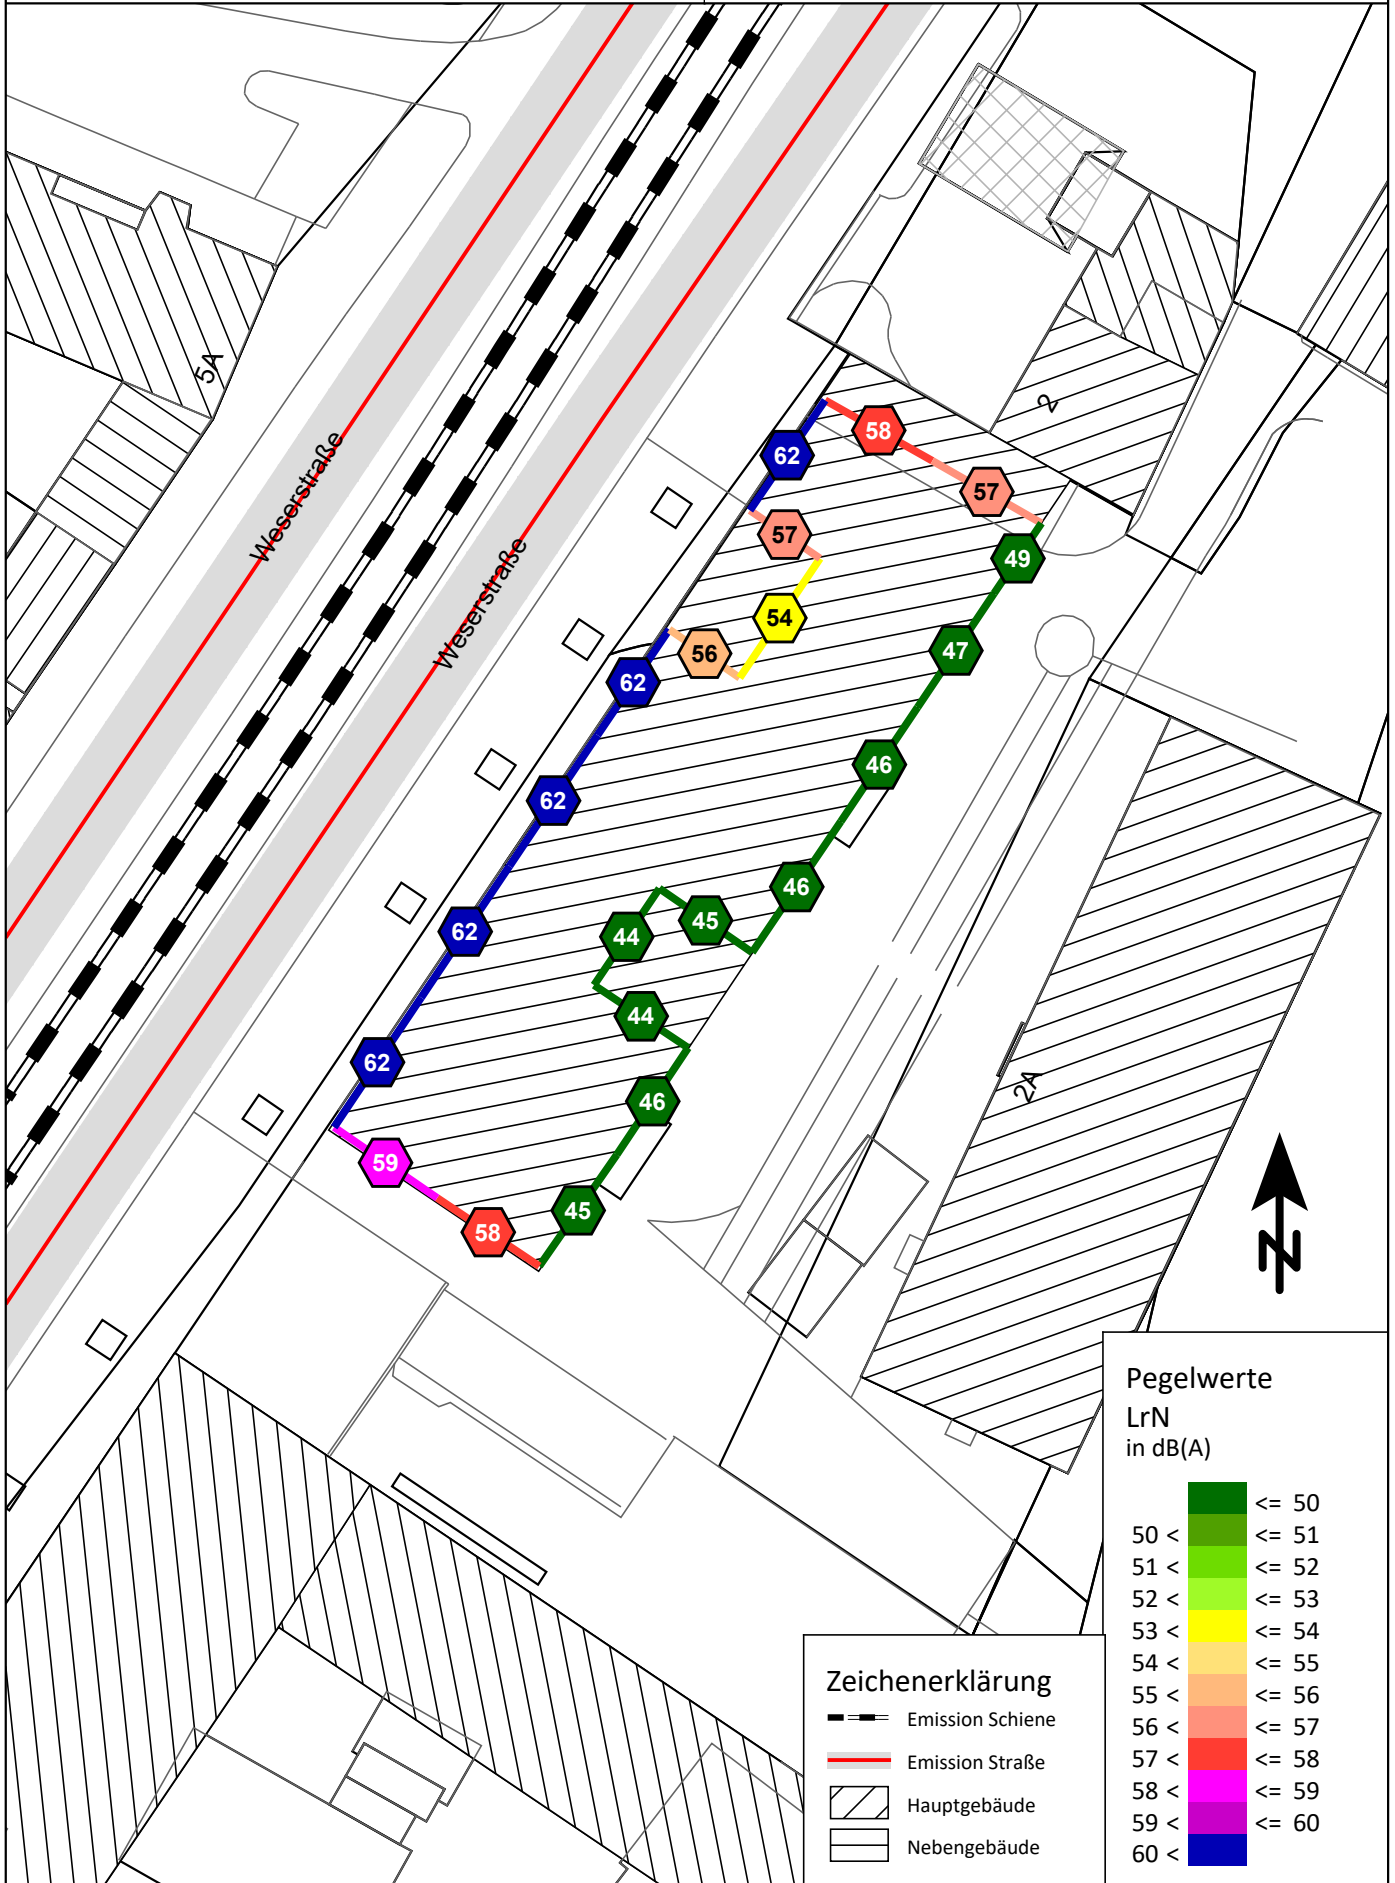 5A
Weserstraße
Weserstraße
2
58
62
57
57
49
54
47
56
62
46
62
46
45
62
44
44
62
46
59
45
58
2A
N
Pegelwerte
LrN
in dB(A)
<= 50
50 < <= 51
51 < <= 52
52 < <= 53
53 < <= 54
54 < <= 55
55 < <= 56
56 < <= 57
57 < <= 58
58 < <= 59
59 < <= 60
60 <
Zeichenerklärung
Emission Schiene
Emission Straße
Hauptgebäude
Nebengebäude